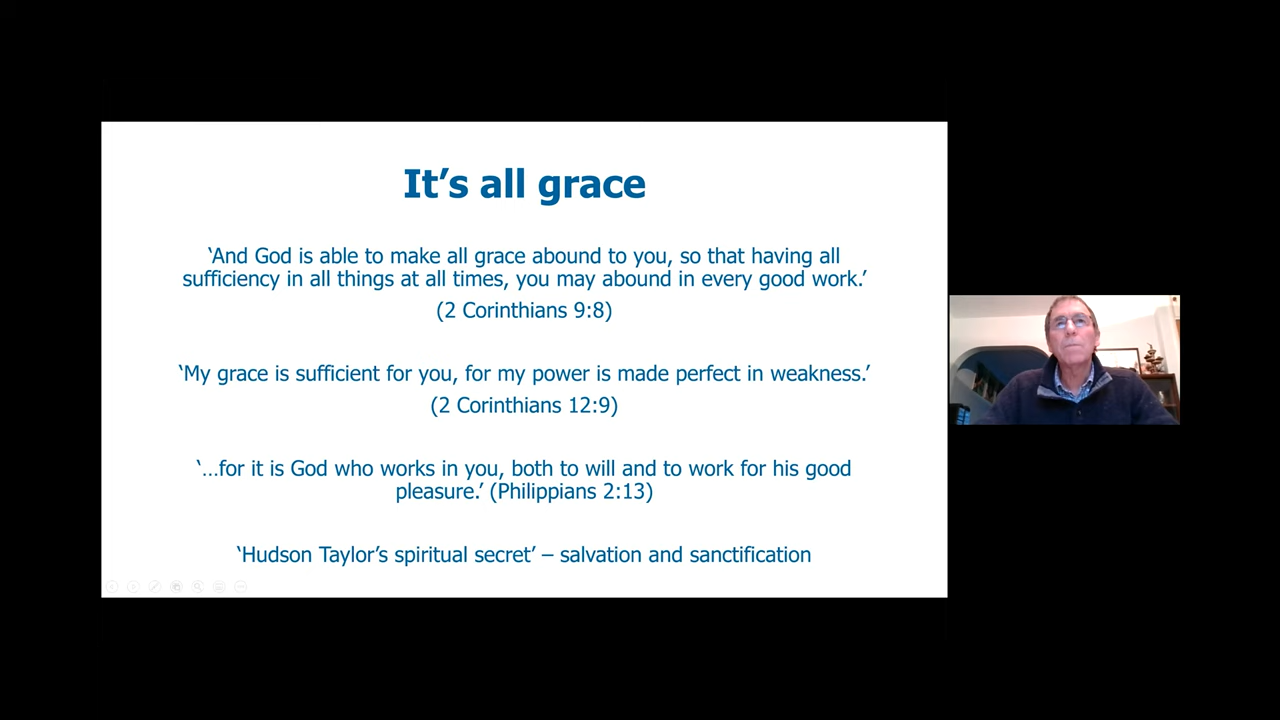 It’s all grace
‘And God is able to make all grace abound to you, so that having all
sufficiency in all things at all times, you may abound in every good work.’
(2 Corinthians 9:8)
‘My grace is sufficient for you, for my power is made perfect in weakness.’
(2 Corinthians 12:9)
‘…for it is God who works in you, both to will and to work for his good
pleasure.’ (Philippians 2:13)
‘Hudson Taylor’s spiritual secret’ – salvation and sanctification